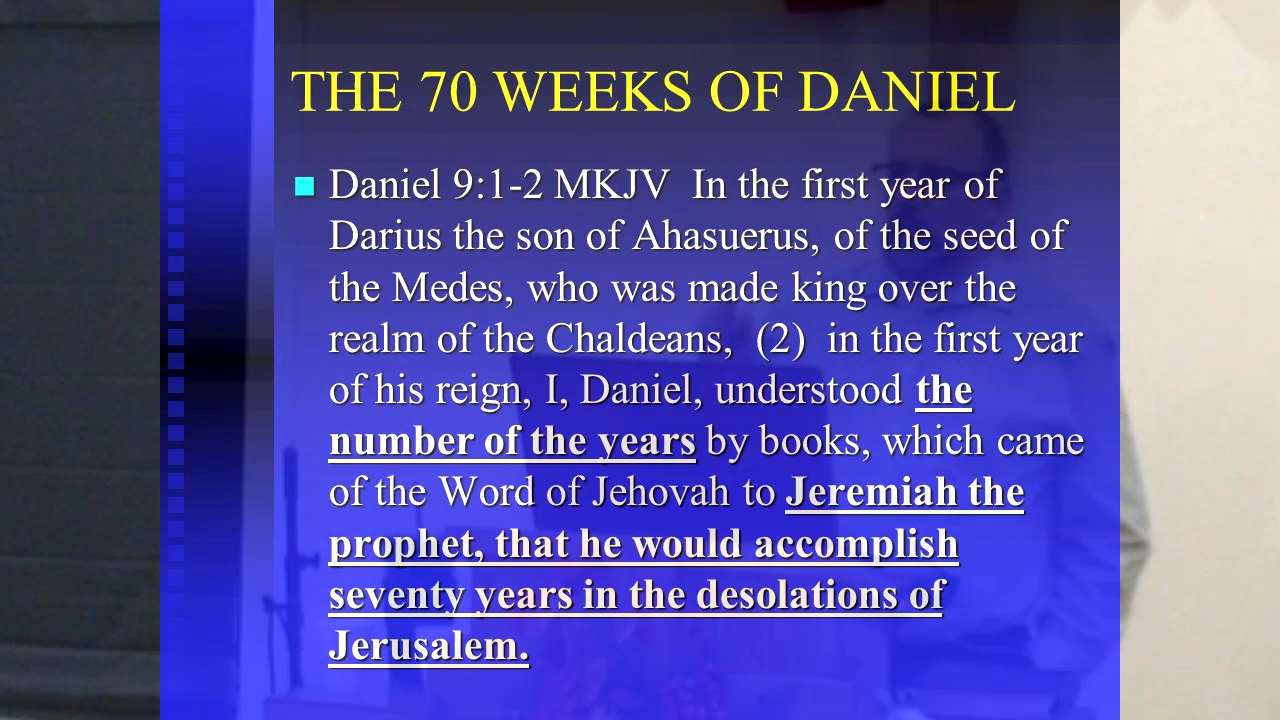 THE 70 WEEKS OF DANIEL
Daniel 9:1-2 MKJV  In the first year of
Darius the son of Ahasuerus, of the seed of
the Medes, who was made king over the
realm of the Chaldeans,  (2)  in the first year
of his reign, I, Daniel, understood the
number of the years by books, which came
of the Word of Jehovah to Jeremiah the
prophet, that he would accomplish
seventy years in the desolations of
Jerusalem.